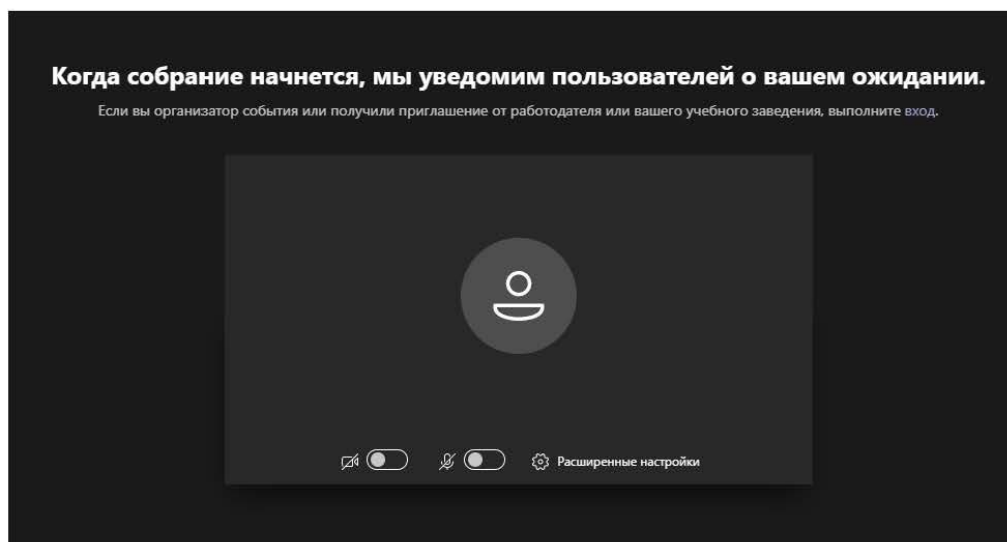 Когда собрание начнется, мы уведомим пользователей о вашем ожидании.
Если вы организатор события или получили приглашение от работодателя или вашего учебного заведения, выполните вход.
Расширенные настройки